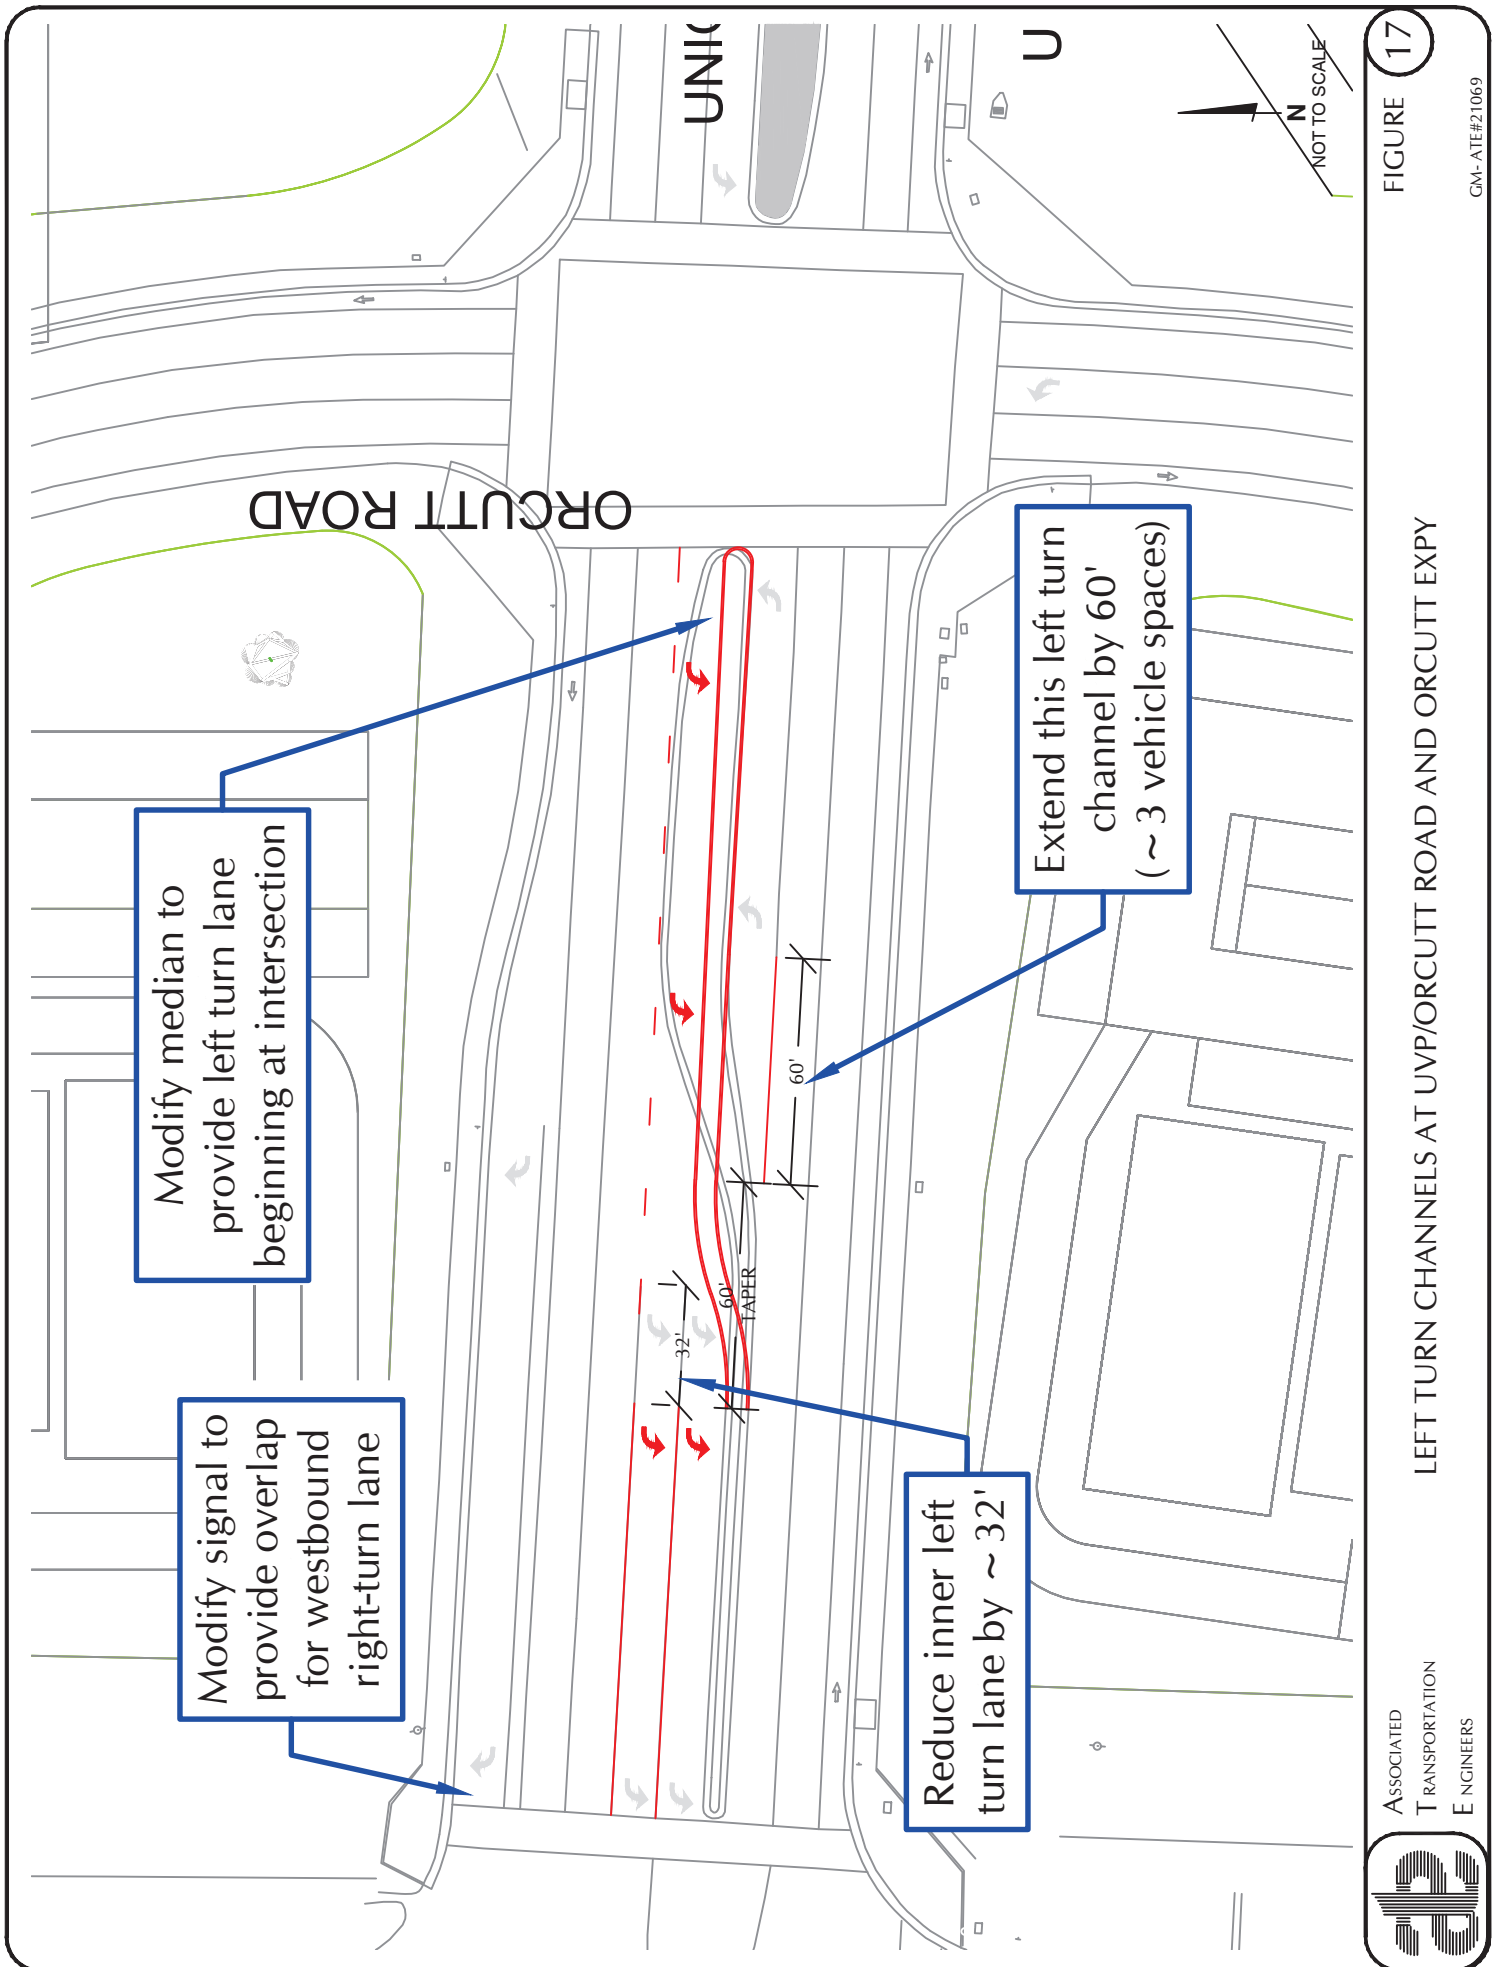 Modify signal to
provide overlap
for westbound
right-turn lane
Modify median to
provide left turn lane
beginning at intersection
ORCUTT ROAD
UNIO
U
32'
60'
TAPER
60'
Reduce inner left
turn lane by ~ 32'
Extend this left turn
channel by 60'
(~ 3 vehicle spaces)
N
NOT TO SCALE
ASSOCIATED
TRANSPORTATION
ENGINEERS
LEFT TURN CHANNELS AT UVP/ORCUTT ROAD AND ORCUTT EXPY
FIGURE 17
GM- ATE#21069